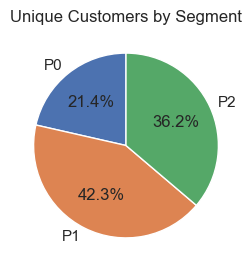 Unique Customers by Segment
P0
21.4%
P2
36.2%
42.3%
P1